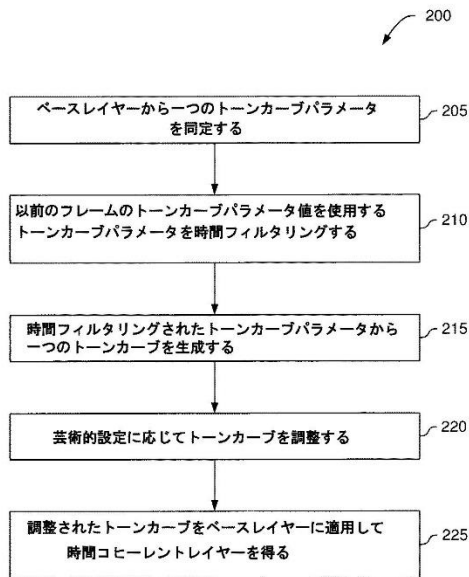 200
ベースレイヤーから一つのトーンカーブパラメータ
を同定する
205
以前のフレームのトーンカーブパラメータ値を使用する
トーンカーブパラメータを時間フィルタリングする
210
時間フィルタリングされたトーンカーブパラメータから
一つのトーンカーブを生成する
215
芸術的設定に応じてトーンカーブを調整する
220
調整されたトーンカーブをベースレイヤーに適用して
時間コヒーレントレイヤーを得る
225